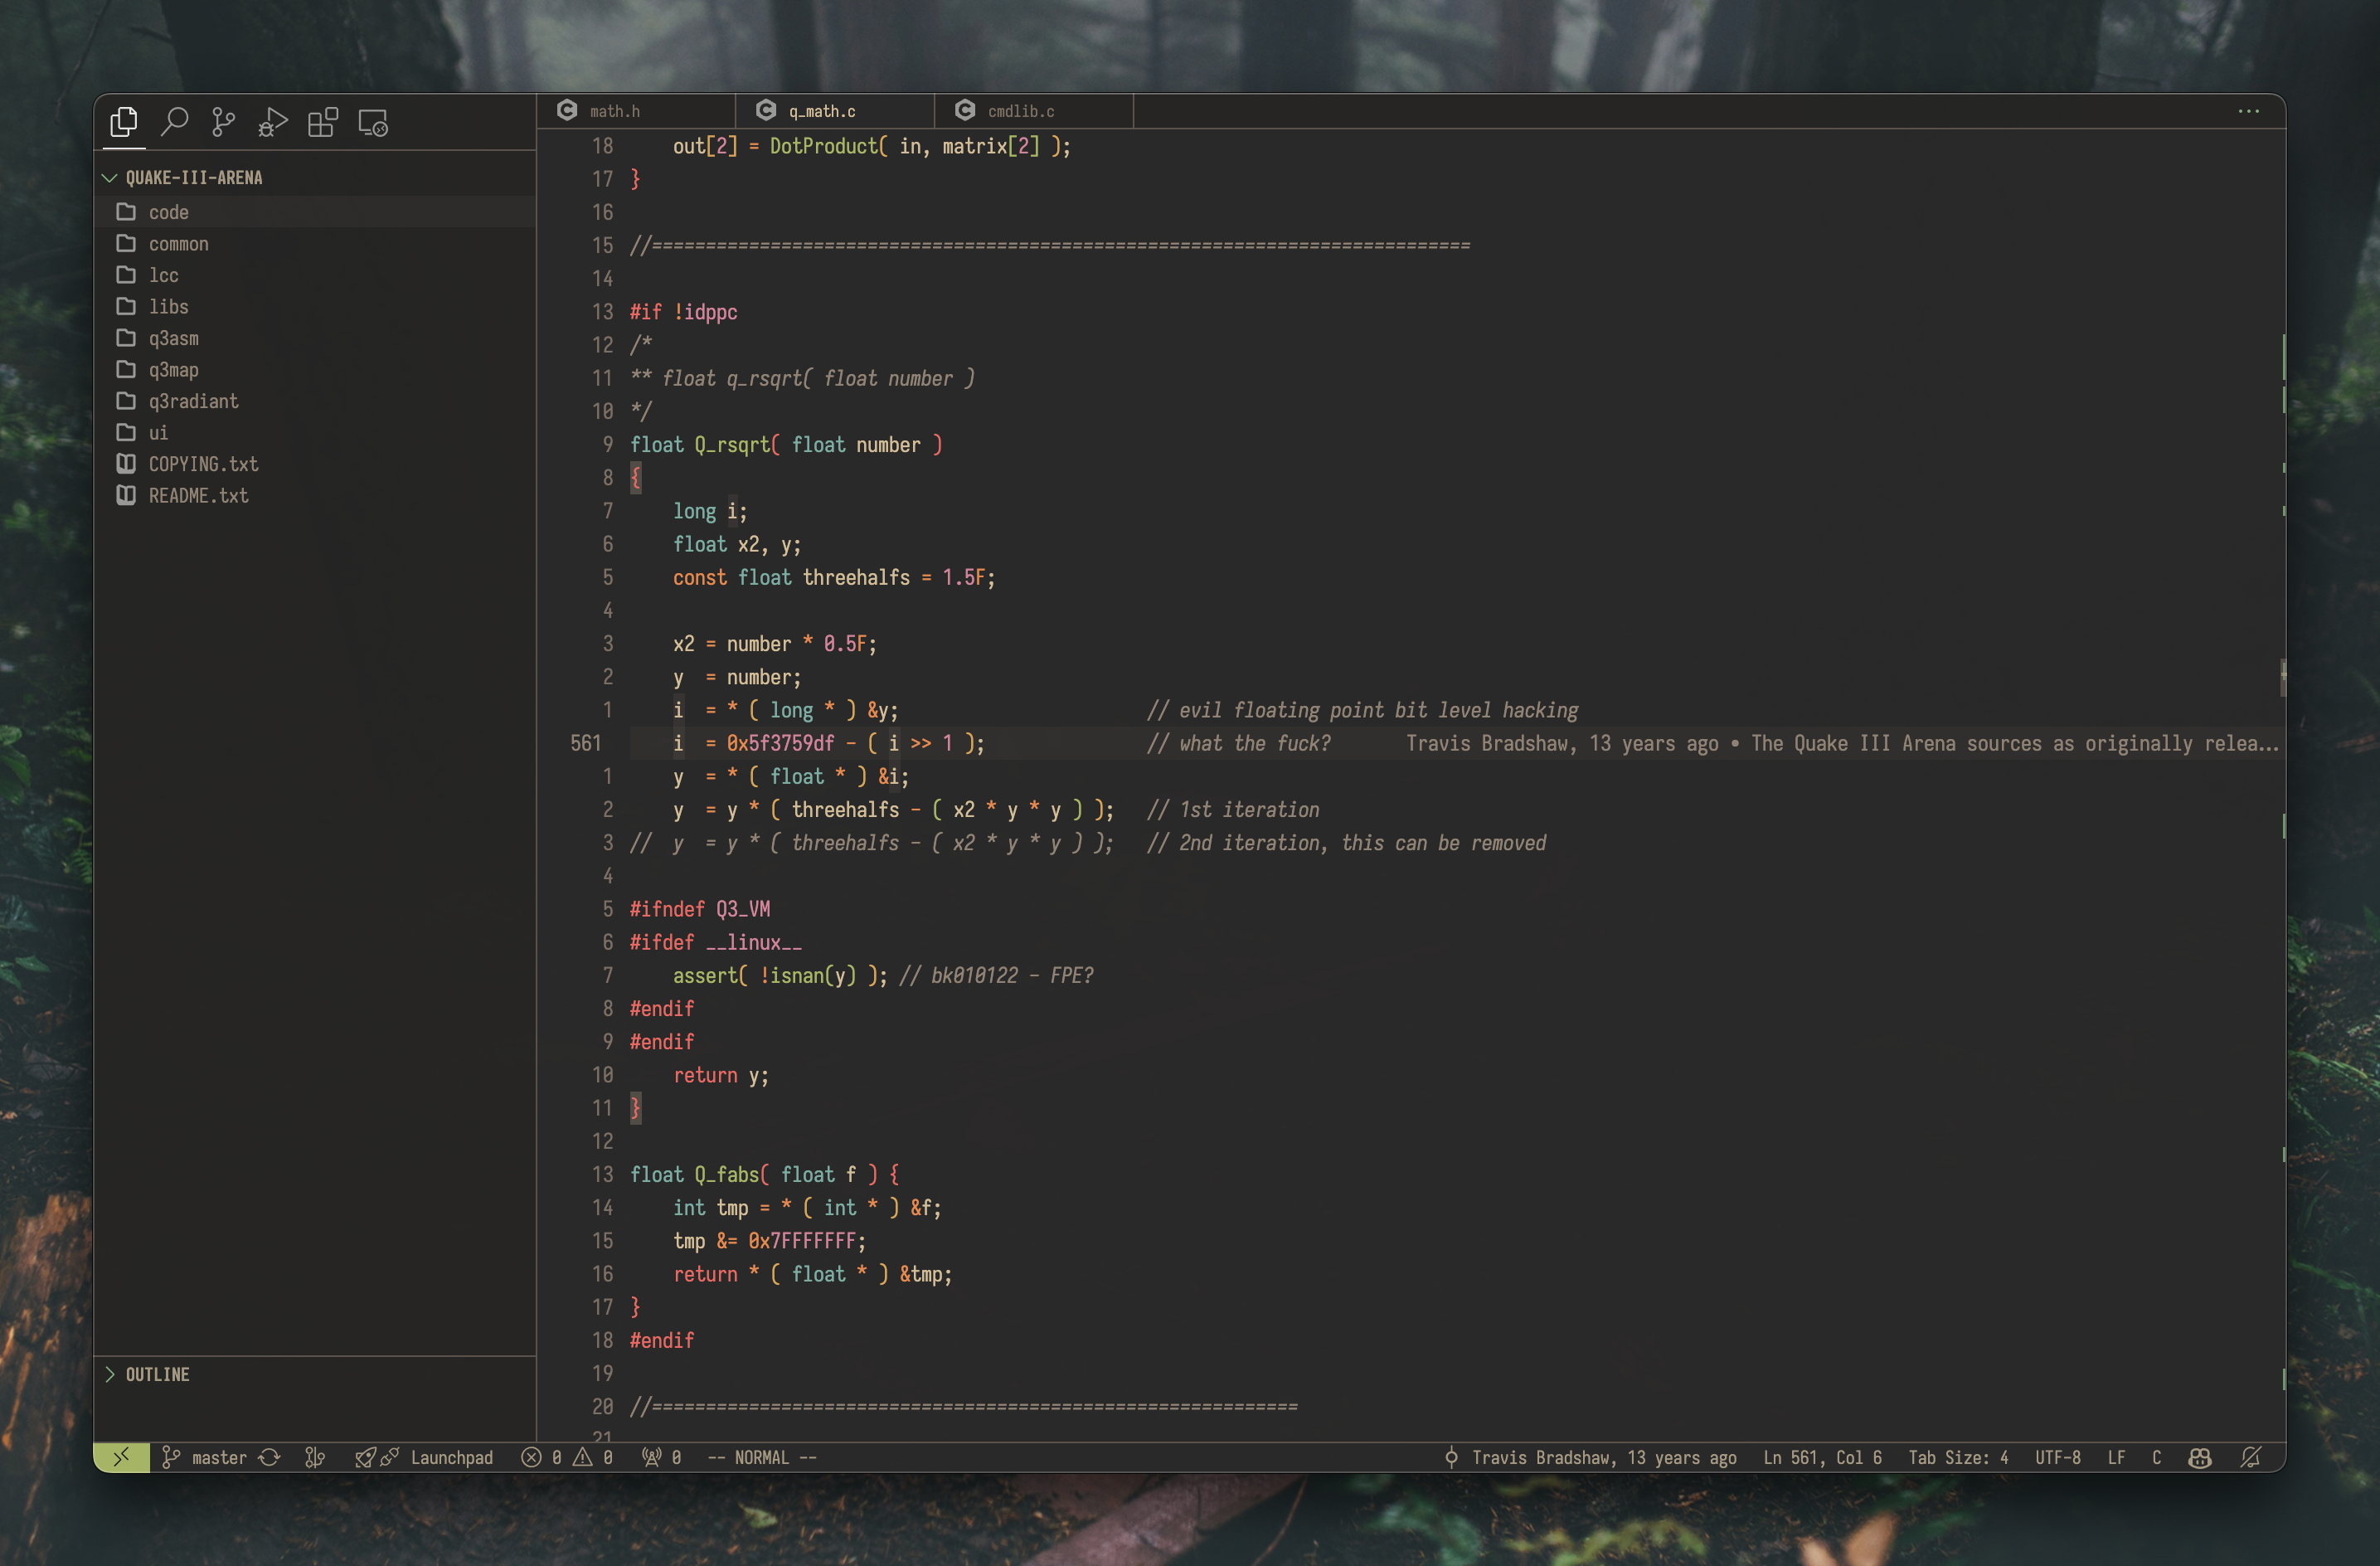 math.h
q_math.c
cmdlib.c
QUAKE-III-ARENA
code
common
lcc
libs
q3asm
q3map
q3radiant
ui
COPYING.txt
README.txt
OUTLINE
18     out[2] = DotProduct( in, matrix[2] );
17 }
16
15 //============================================================================
14
13 #if !idppc
12 /*
11 ** float q_rsqrt( float number )
10 */
9 float Q_rsqrt( float number )
8 {
7     long i;
6     float x2, y;
5     const float threehalfs = 1.5F;
4
3     x2 = number * 0.5F;
2     y  = number;
1     i  = * ( long * ) &y;                       // evil floating point bit level hacking
561     i  = 0x5f3759df - ( i >> 1 );               // what the fuck?       Travis Bradshaw, 13 years ago • The Quake III Arena sources as originally relea…
1     y  = * ( float * ) &i;
2     y  = y * ( threehalfs - ( x2 * y * y ) );   // 1st iteration
3 //  y  = y * ( threehalfs - ( x2 * y * y ) );   // 2nd iteration, this can be removed
4
5 #ifndef Q3_VM
6 #ifdef __linux__
7     assert( !isnan(y) ); // bk010122 - FPE?
8 #endif
9 #endif
10     return y;
11 }
12
13 float Q_fabs( float f ) {
14     int tmp = * ( int * ) &f;
15     tmp &= 0x7FFFFFFF;
16     return * ( float * ) &tmp;
17 }
18 #endif
19
20 //============================================================
21
master
Launchpad
0
0
0
-- NORMAL --
Travis Bradshaw, 13 years ago
Ln 561, Col 6
Tab Size: 4
UTF-8
LF
C